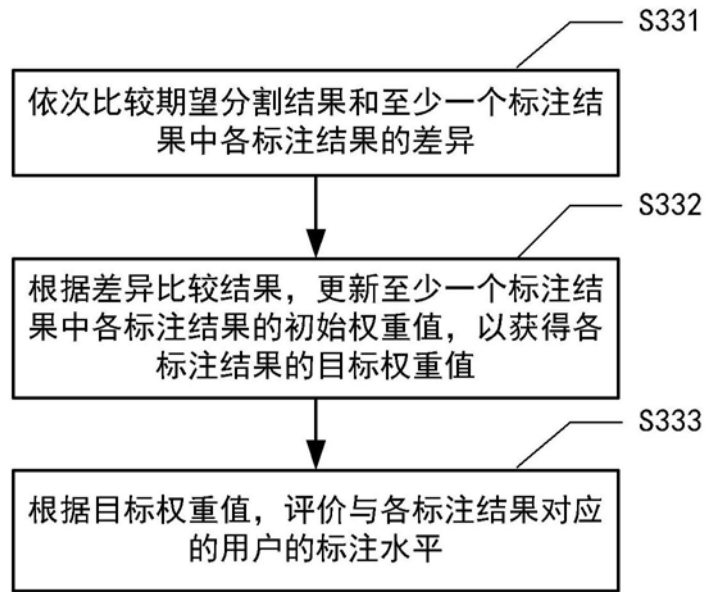 S331
依次比较期望分割结果和至少一个标注结
果中各标注结果的差异
S332
根据差异比较结果，更新至少一个标注结
果中各标注结果的初始权重值，以获得各
标注结果的目标权重值
S333
根据目标权重值，评价与各标注结果对应
的用户的标注水平